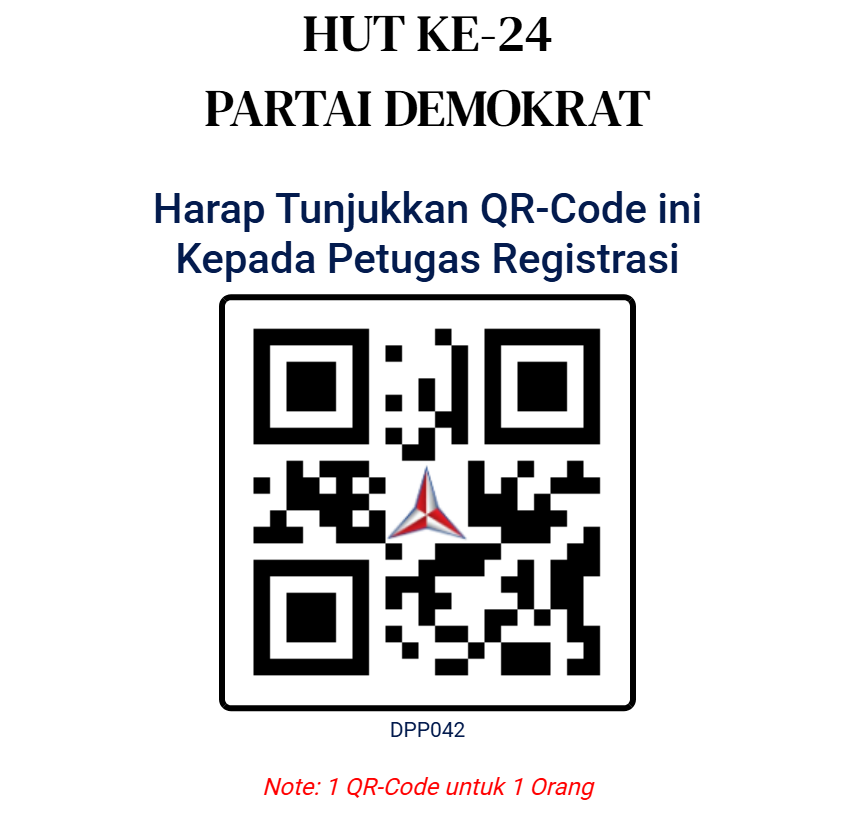 HUT KE-24
PARTAI DEMOKRAT
Harap Tunjukkan QR-Code ini
Kepada Petugas Registrasi
DPP042
Note: 1 QR-Code untuk 1 Orang